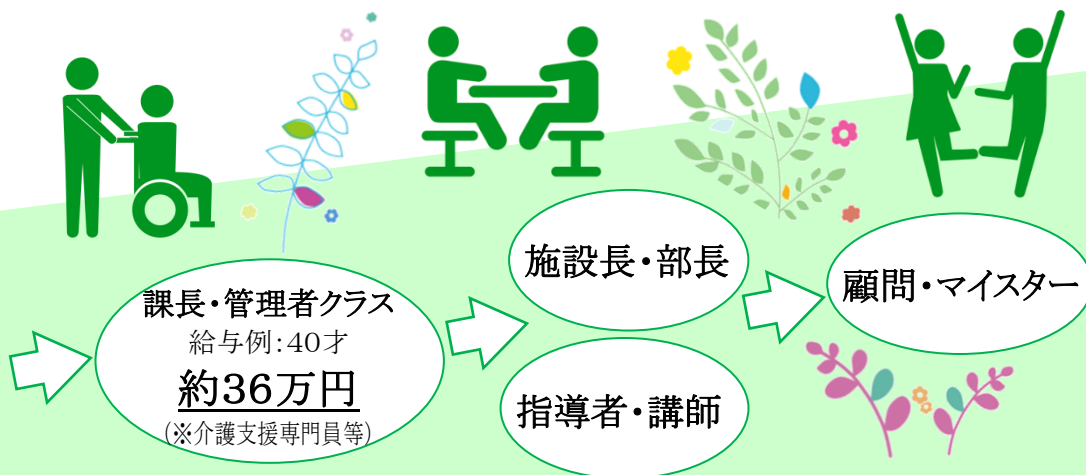 課長・管理者クラス
給与例:40才
約36万円
(※介護支援専門員等)
施設長・部長
指導者・講師
顧問・マイスター